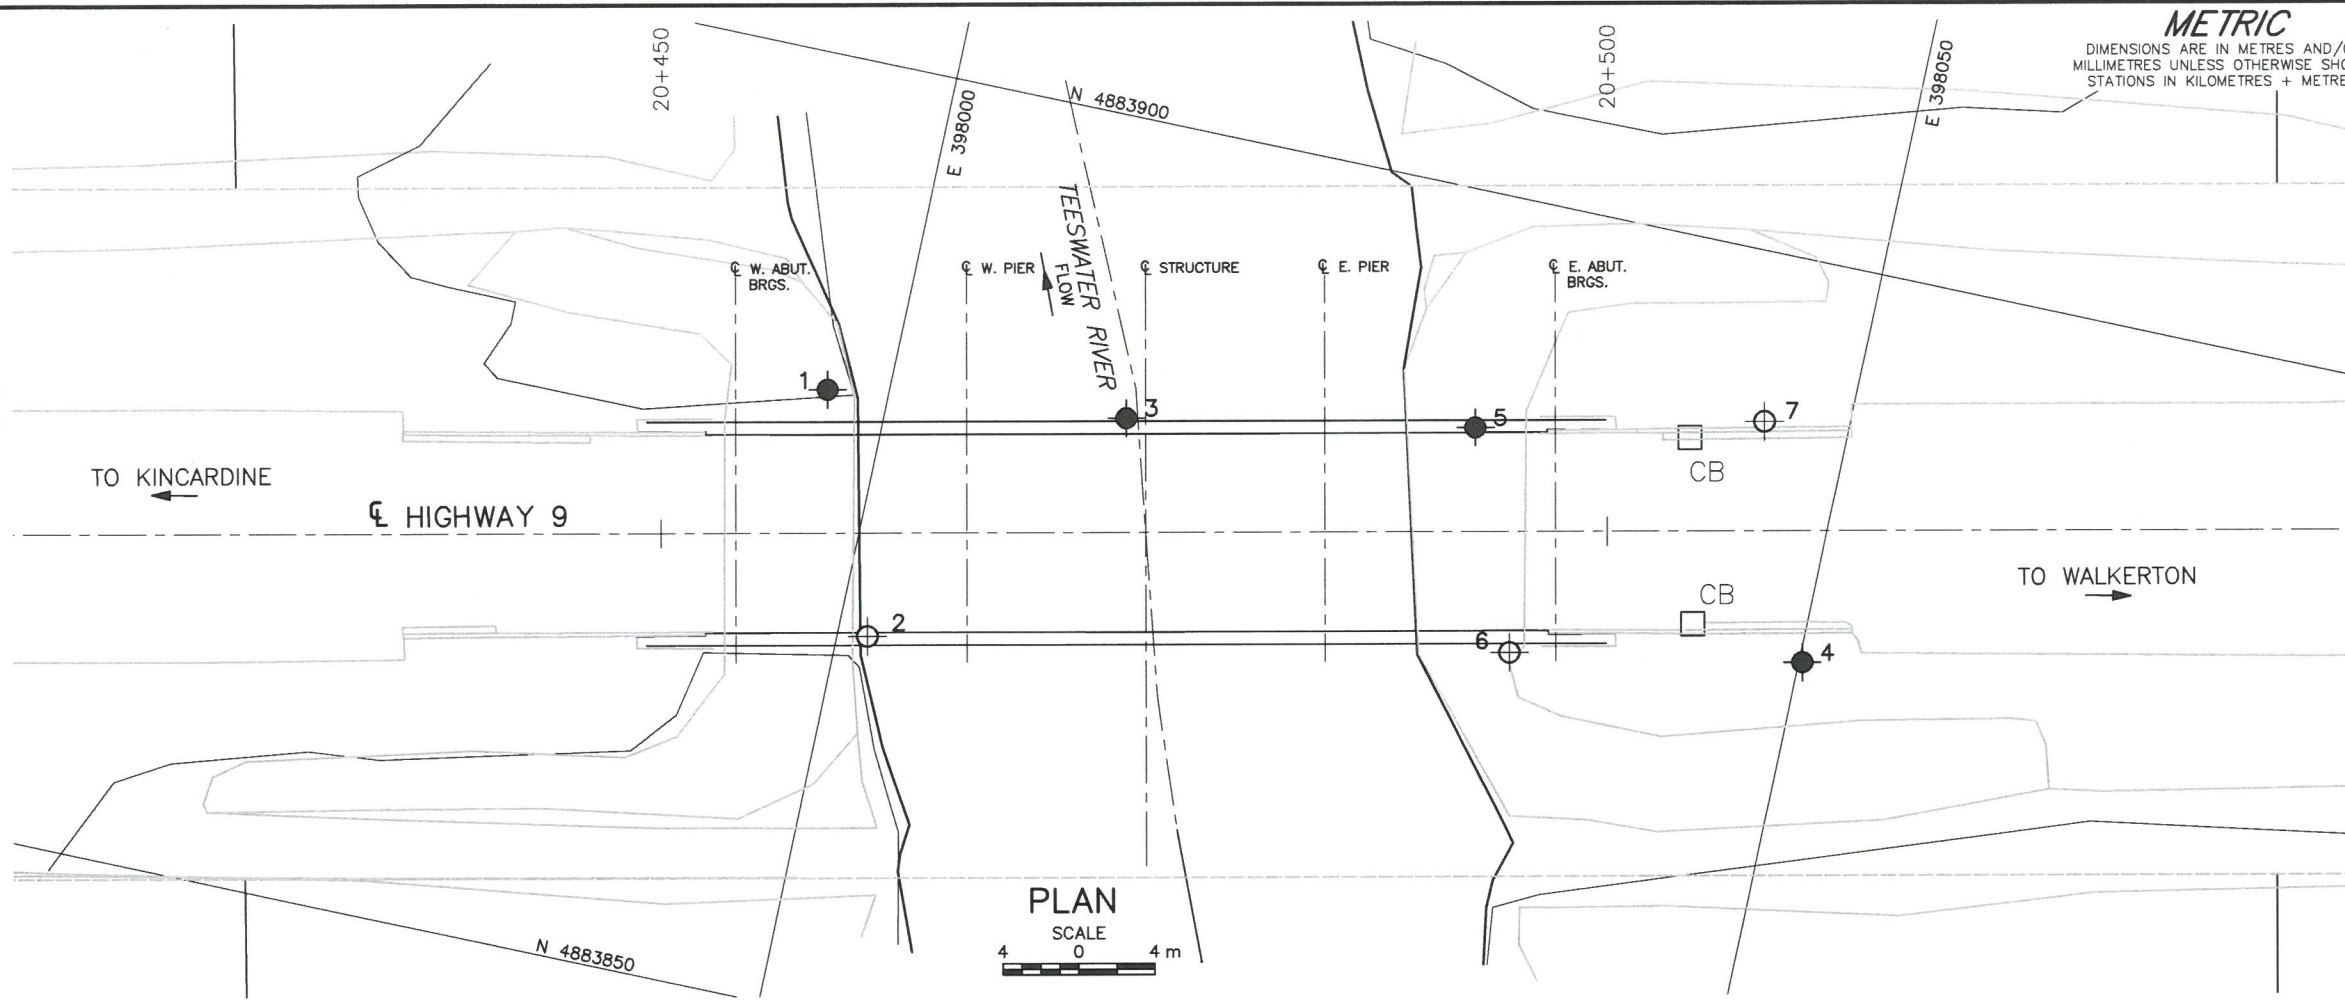 METRIC
DIMENSIONS ARE IN METRES AND/
MILLIMETRES UNLESS OTHERWISE SHO
STATIONS IN KILOMETRES + METRE
20+450
20+500
E 398000
N 4883900
E 398050
TEESWATER RIVER
FLOW
℄ W. ABUT.
BRGS.
℄ W. PIER
℄ STRUCTURE
℄ E. PIER
℄ E. ABUT.
BRGS.
1
3
5
7
CB
TO KINCARDINE
℄ HIGHWAY 9
TO WALKERTON
CB
2
6
4
N 4883850
PLAN
SCALE
4 0 4 m